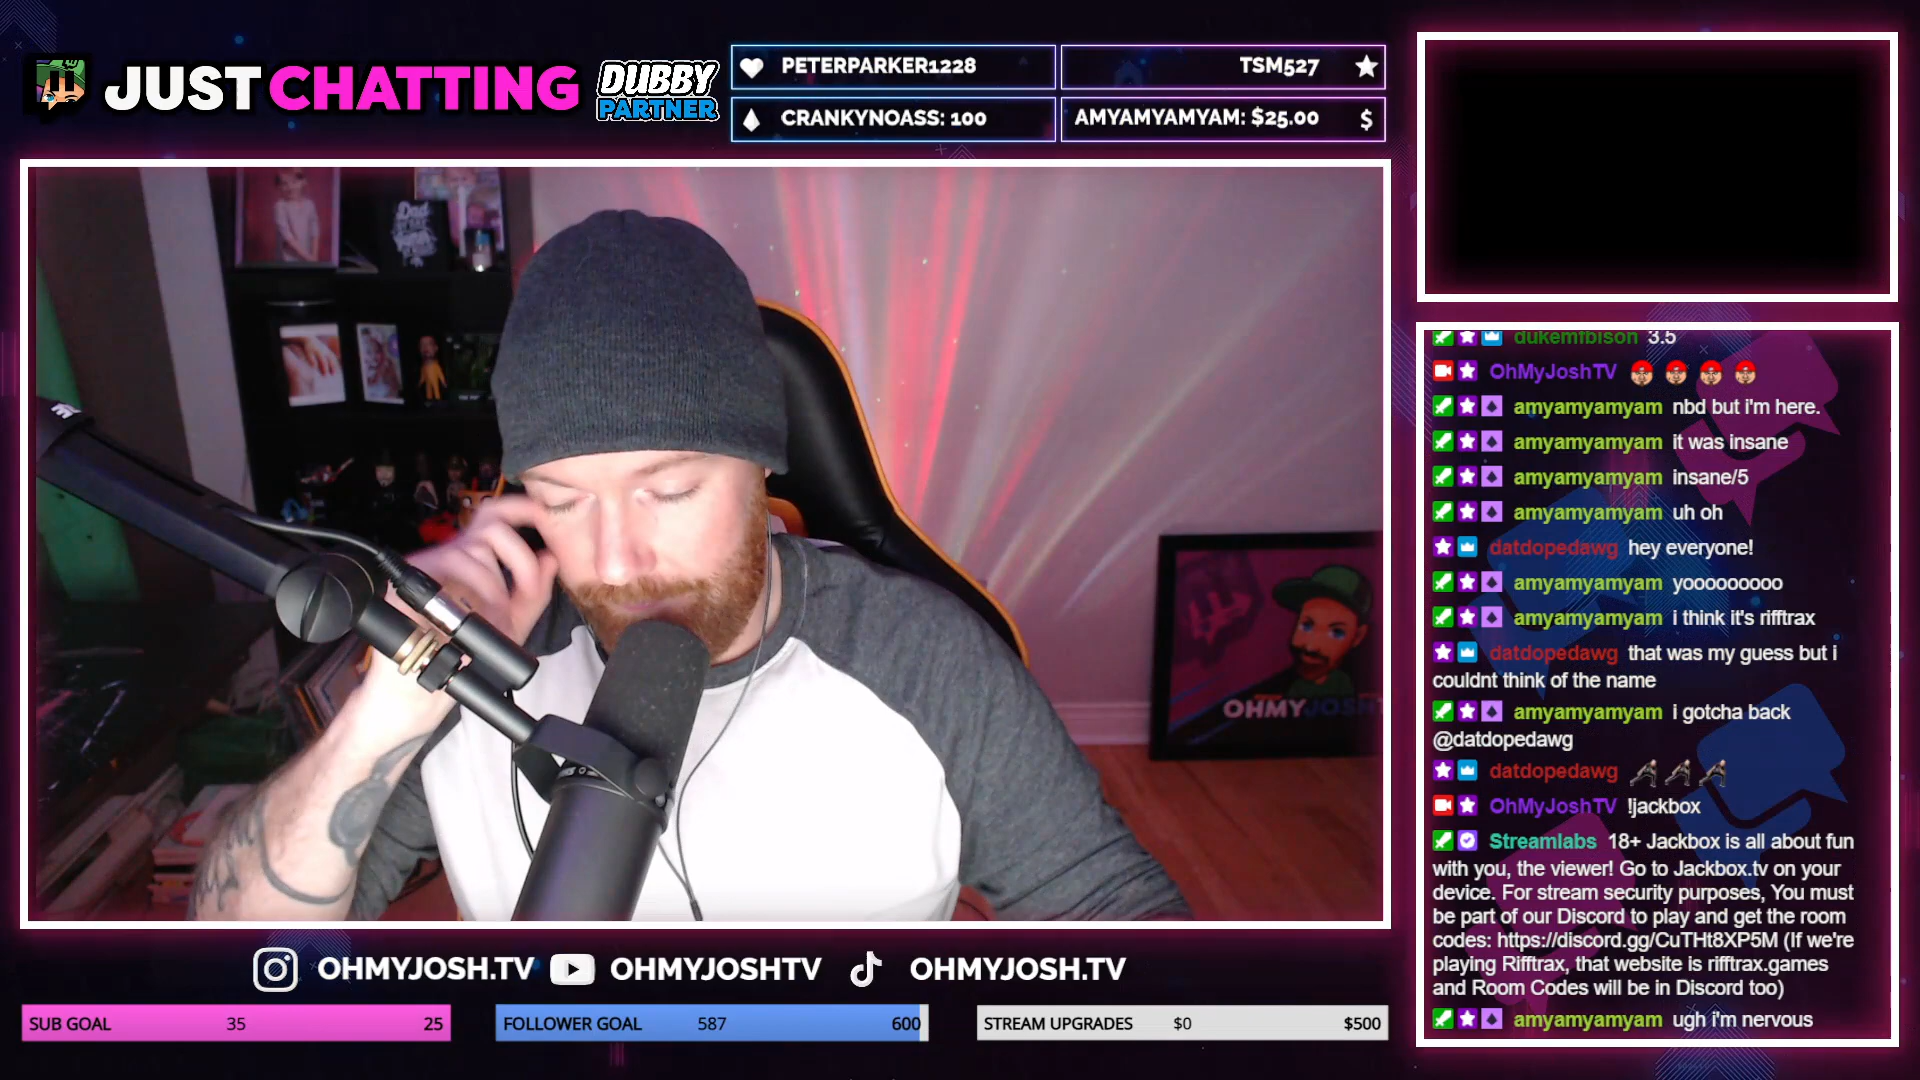 JUST CHATTING
DUBBY
PARTNER
PETERPARKER1228
TSM527
CRANKYNOASS: 100
AMYAMYAMYAM: $25.00
$
Dad
OHMYJOSH
dukemfbison 3.5
OhMyJoshTV
amyamyamyam nbd but i'm here.
amyamyamyam it was insane
amyamyamyam insane/5
amyamyamyam uh oh
datdopedawg hey everyone!
amyamyamyam yooooooooo
amyamyamyam i think it's rifftrax
datdopedawg that was my guess but i
couldnt think of the name
amyamyamyam i gotcha back
@datdopedawg
datdopedawg
OhMyJoshTV !jackbox
Streamlabs 18+ Jackbox is all about fun
with you, the viewer! Go to Jackbox.tv on your
device. For stream security purposes, You must
be part of our Discord to play and get the room
codes: https://discord.gg/CuTHt8XP5M (If we're
playing Rifftrax, that website is rifftrax.games
and Room Codes will be in Discord too)
amyamyamyam ugh i'm nervous
OHMYJOSH.TV
OHMYJOSHTV
OHMYJOSH.TV
SUB GOAL 35 25
FOLLOWER GOAL 587 600
STREAM UPGRADES $0 $500